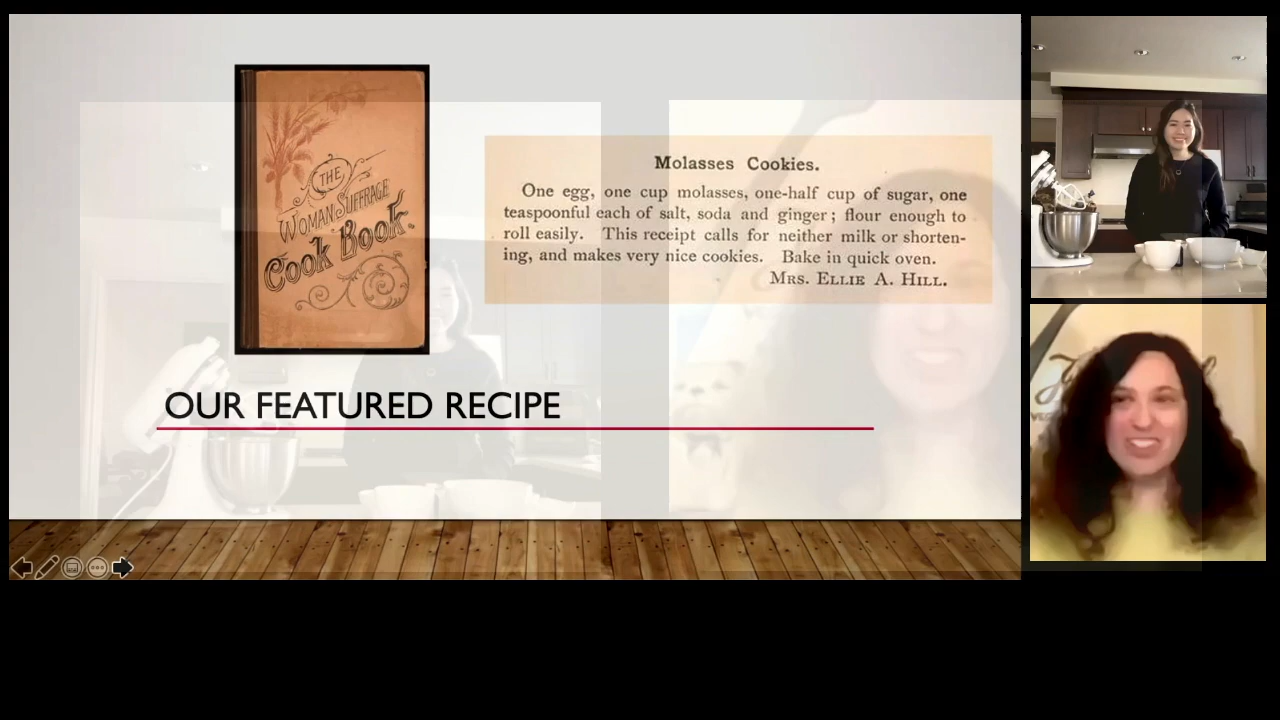 THE
WOMAN SUFFRAGE
Cook Book.
Molasses Cookies.
One egg, one cup molasses, one-half cup of sugar, one
teaspoonful each of salt, soda and ginger; flour enough to
roll easily. This receipt calls for neither milk or shorten-
ing, and makes very nice cookies. Bake in quick oven.
MRS. ELLIE A. HILL.
OUR FEATURED RECIPE